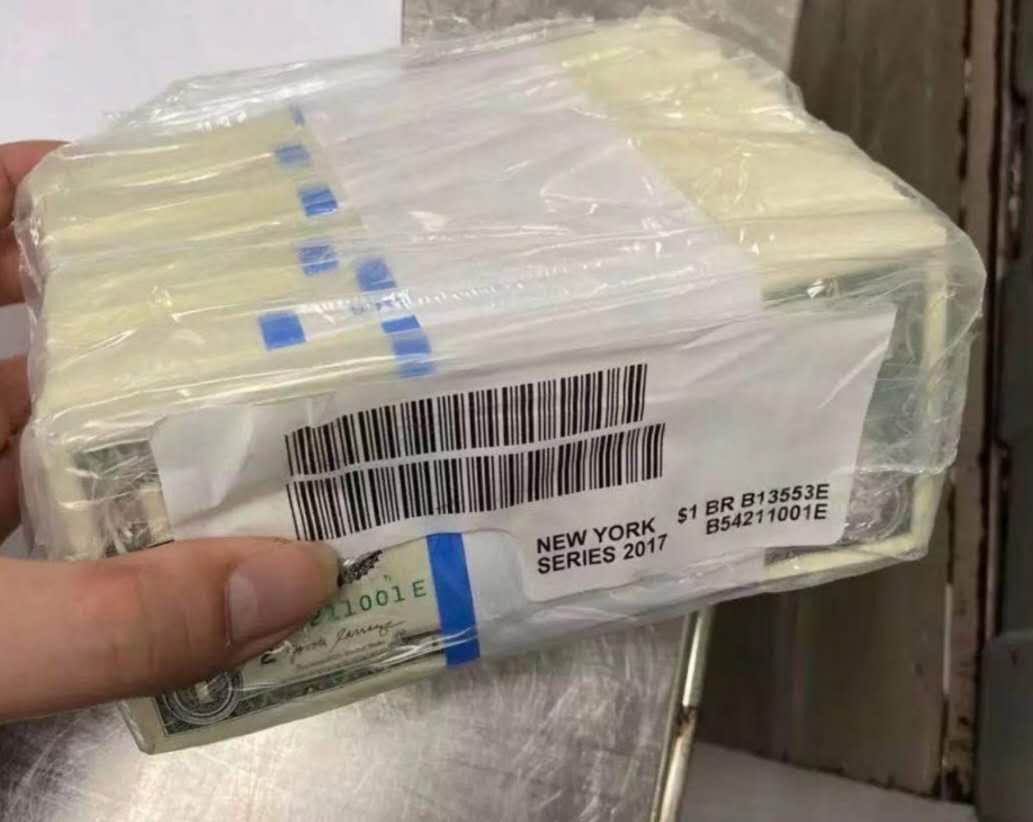 NEW YORK $1 BR B13553E
SERIES 2017 B54211001E
11001E